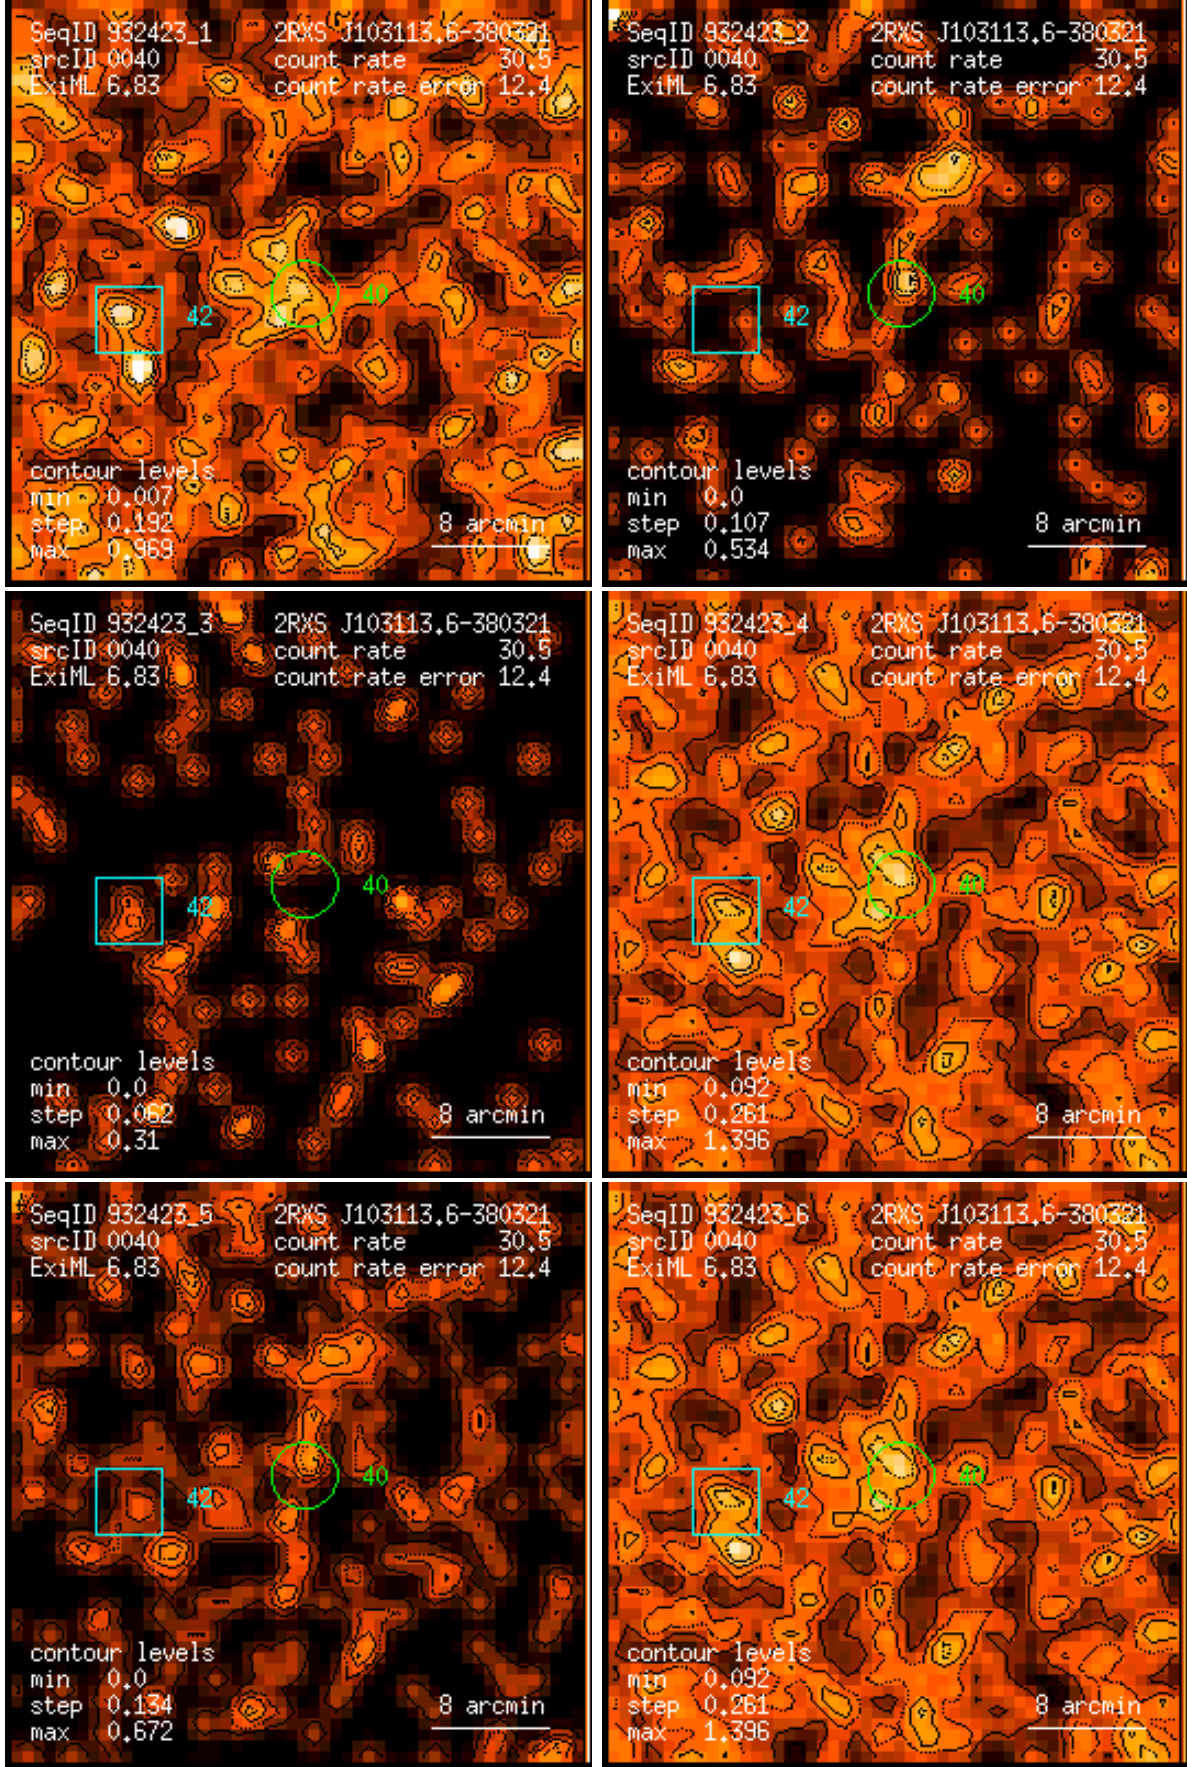 SeqID 932423_1 2RXS J103113.6-380321
srcID 0040 count rate 30.5
ExiML 6.83 count rate error 12.4
40
42
contour levels
min 0.007
step 0.192
max 0.969
8 arcmin
SeqID 932423_2 2RXS J103113.6-380321
srcID 0040 count rate 30.5
ExiML 6.83 count rate error 12.4
40
42
contour levels
min 0.0
step 0.107
max 0.534
8 arcmin
SeqID 932423_3 2RXS J103113.6-380321
srcID 0040 count rate 30.5
ExiML 6.83 count rate error 12.4
40
42
contour levels
min 0.0
step 0.062
max 0.31
8 arcmin
SeqID 932423_4 2RXS J103113.6-380321
srcID 0040 count rate 30.5
ExiML 6.83 count rate error 12.4
40
42
contour levels
min 0.092
step 0.261
max 1.396
8 arcmin
SeqID 932423_5 2RXS J103113.6-380321
srcID 0040 count rate 30.5
ExiML 6.83 count rate error 12.4
40
42
contour levels
min 0.0
step 0.134
max 0.672
8 arcmin
SeqID 932423_6 2RXS J103113.6-380321
srcID 0040 count rate 30.5
ExiML 6.83 count rate error 12.4
40
42
contour levels
min 0.092
step 0.261
max 1.396
8 arcmin